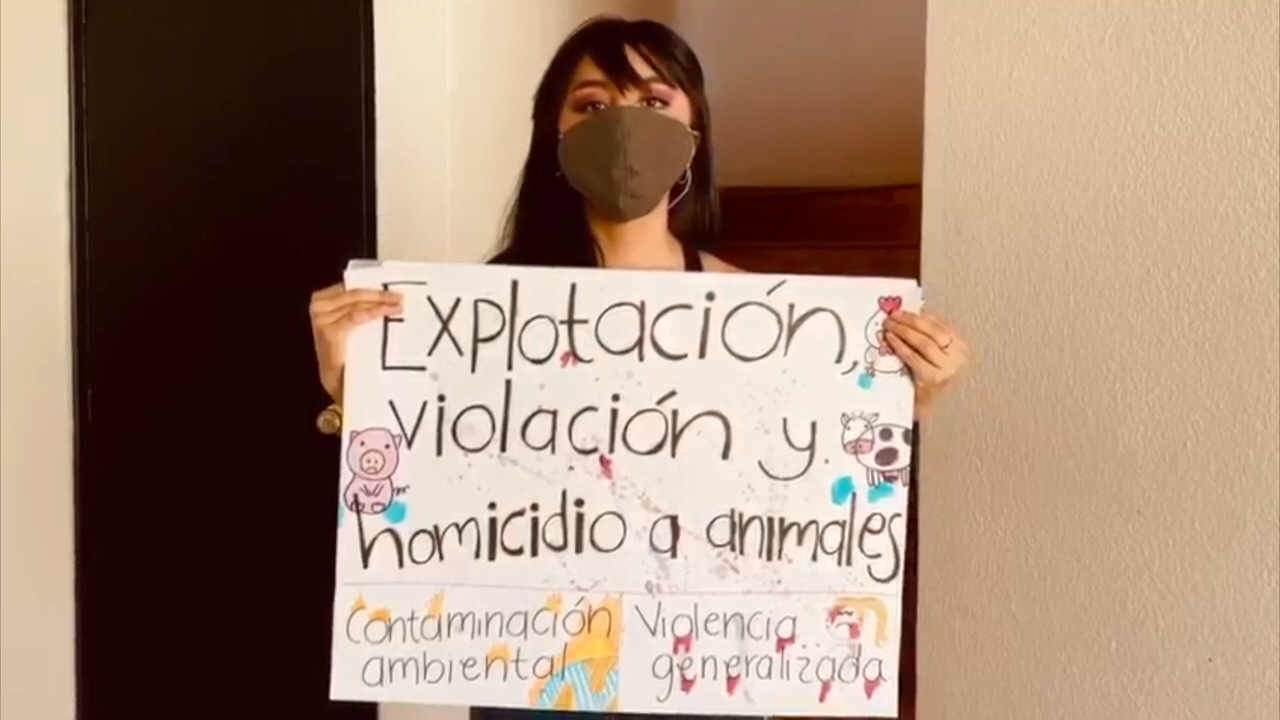 Explotación,
violación y
homicidio a animales
Contaminación
ambiental
Violencia
generalizada